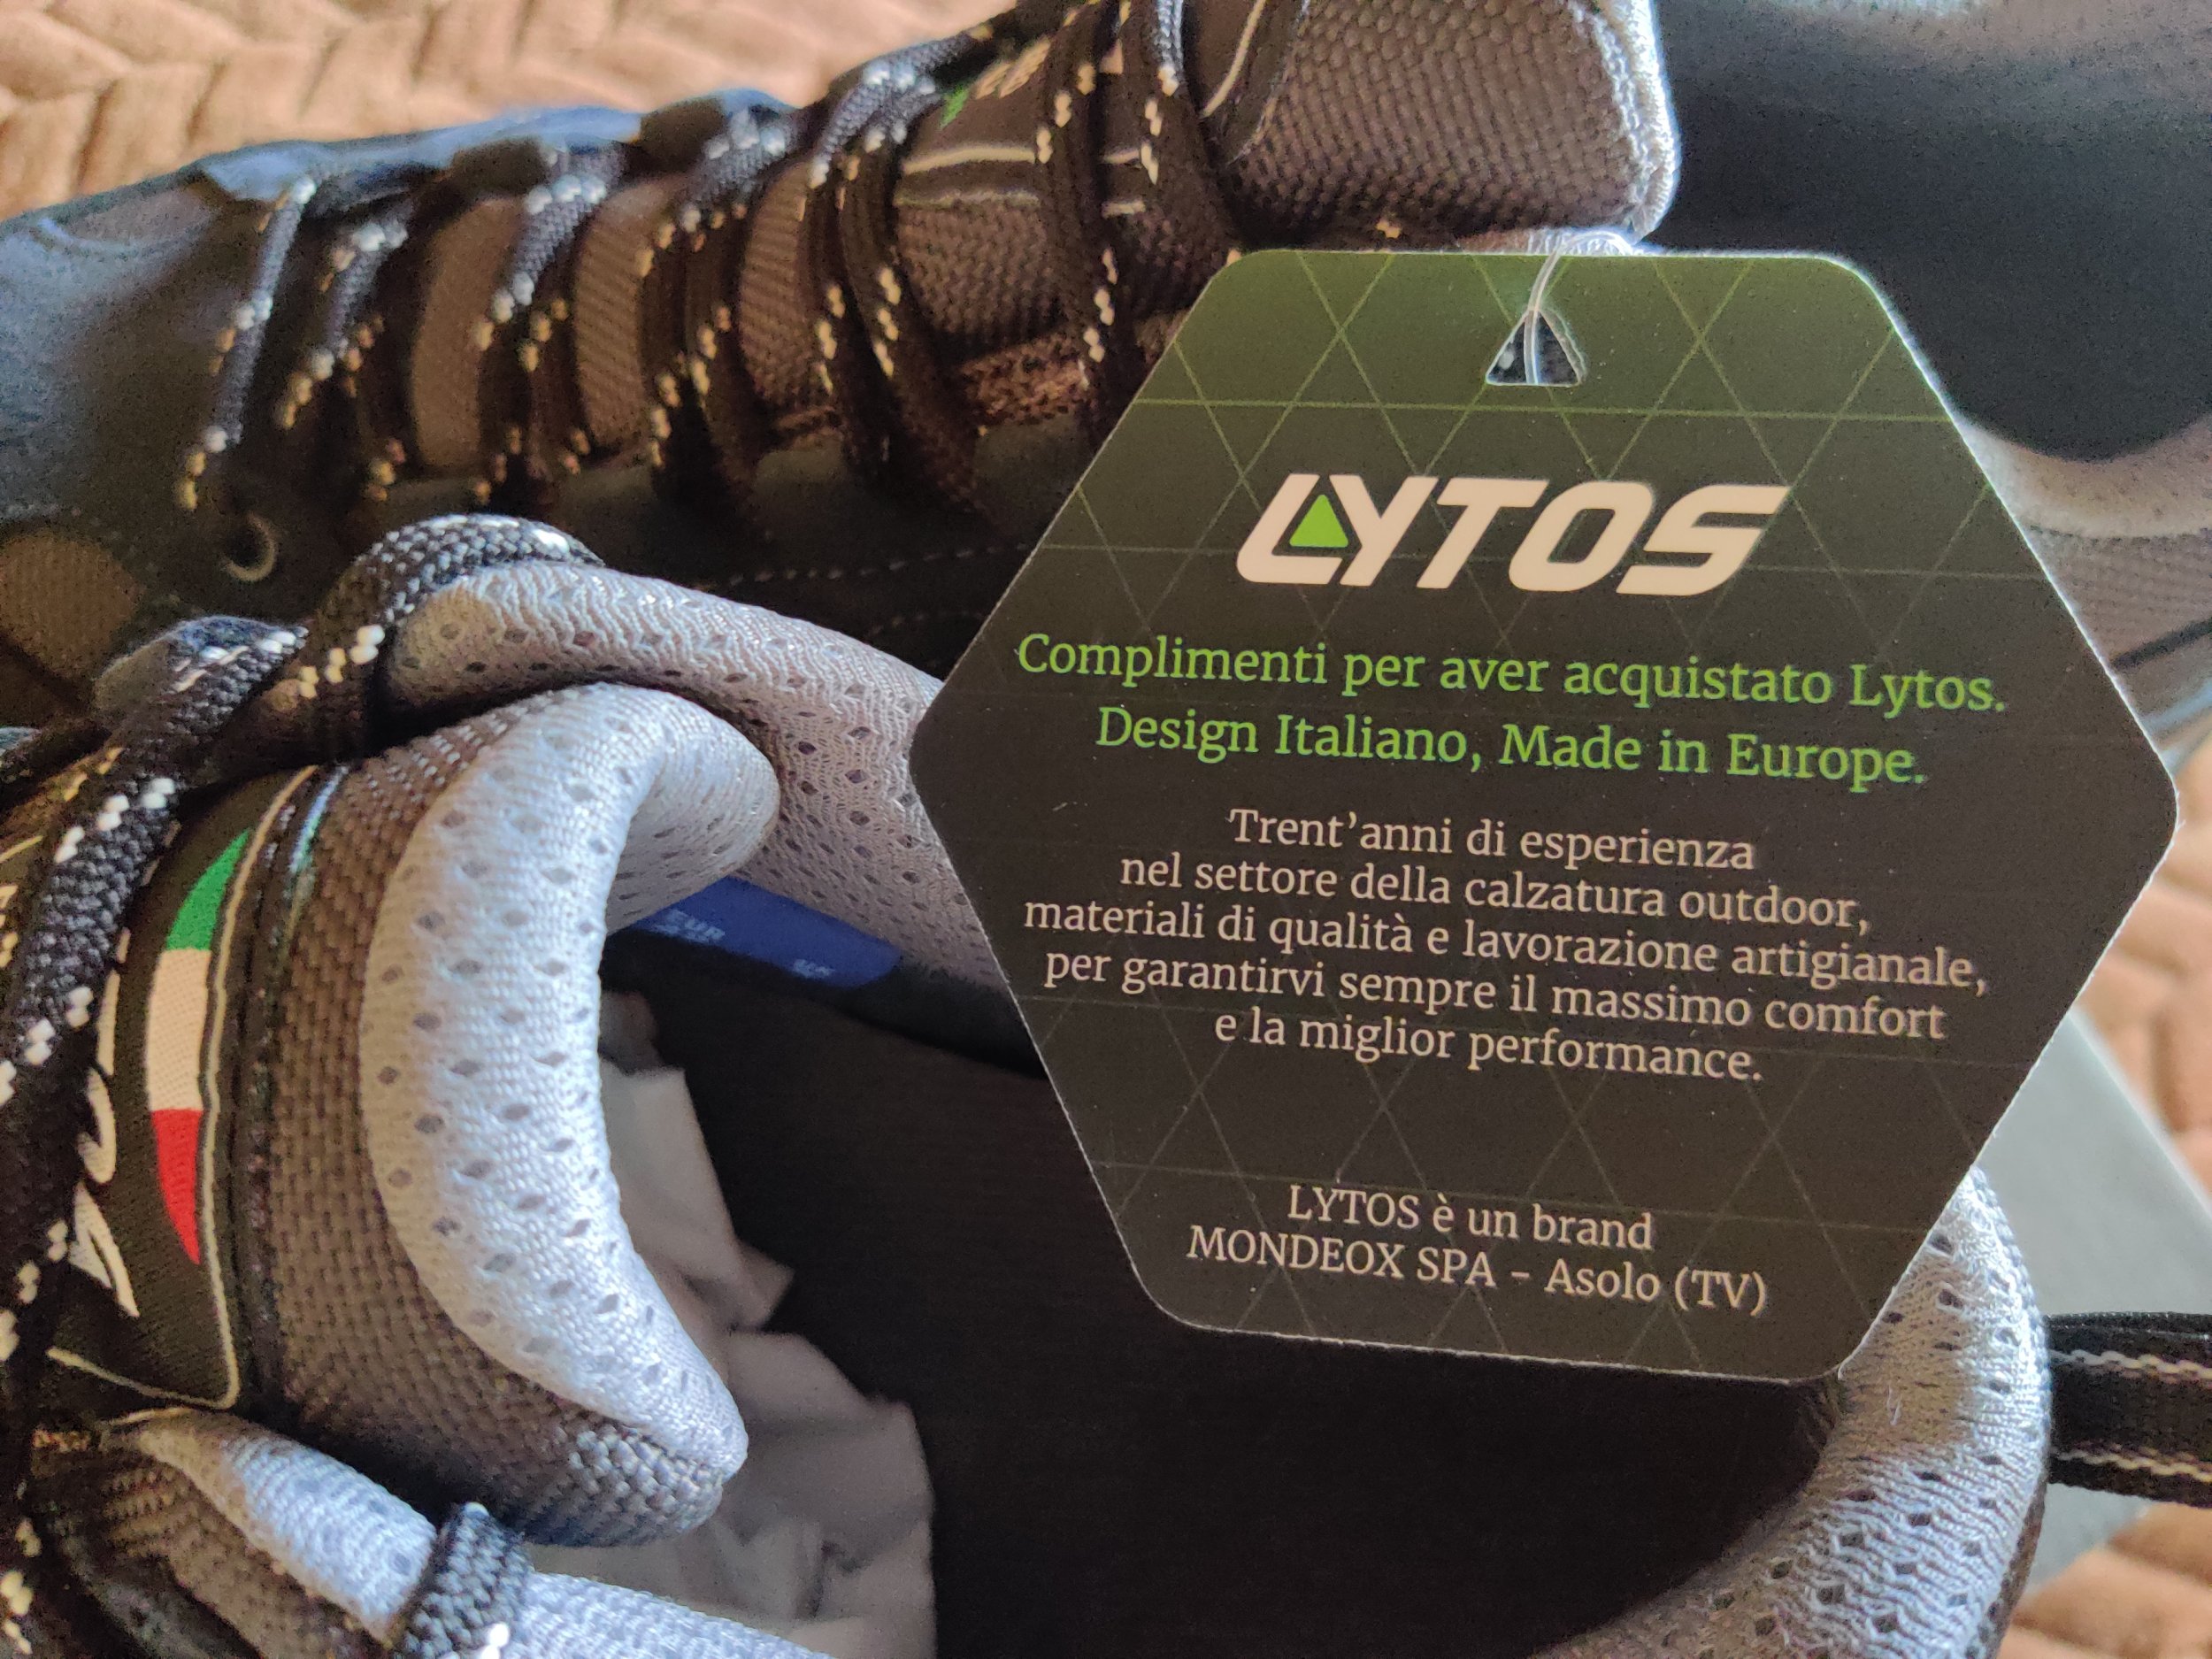 LYTOS
Complimenti per aver acquistato Lytos.
Design Italiano, Made in Europe.
Trent'anni di esperienza
nel settore della calzatura outdoor,
materiali di qualità e lavorazione artigianale,
per garantirvi sempre il massimo comfort
e la miglior performance.
LYTOS è un brand
MONDEOX SPA - Asolo (TV)
EUR
UK